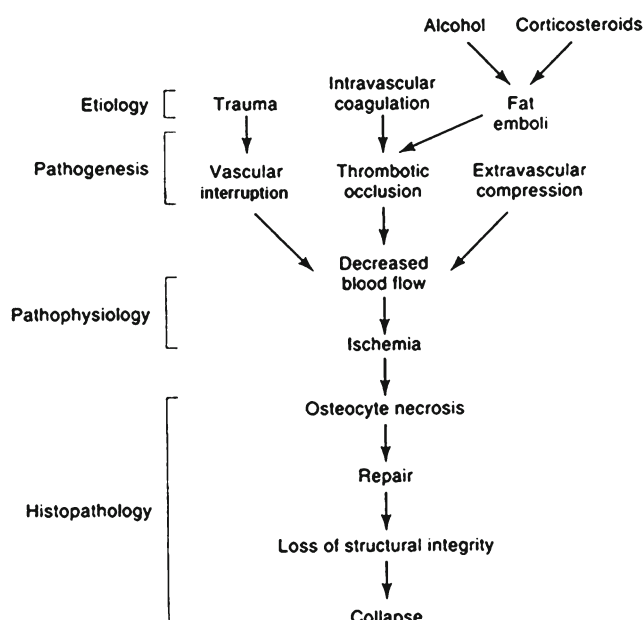 Alcohol Corticosteroids
Etiology Trauma Intravascular coagulation Fat emboli
Pathogenesis Vascular interruption Thrombotic occlusion Extravascular compression
Decreased blood flow
Pathophysiology
Ischemia
Osteocyte necrosis
Repair
Histopathology
Loss of structural integrity
Collapse